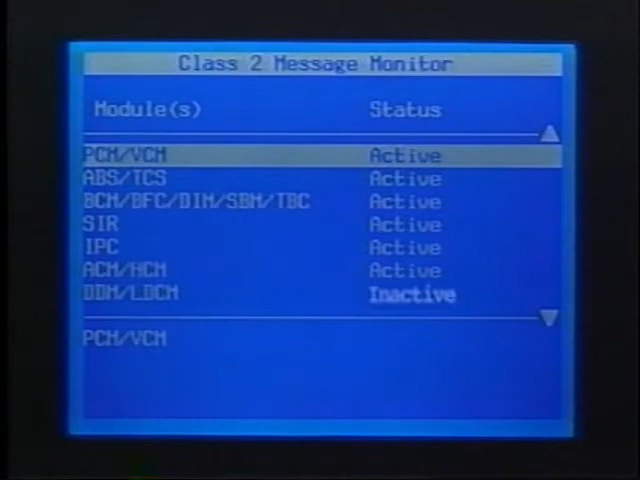 Class 2 Message Monitor
Module(s) Status
PCM/VCM Active
ABS/TCS Active
BCM/BFC/DIM/SBM/TBC Active
SIR Active
IPC Active
ACM/HCM Active
DDM/LDCM Inactive
PCM/VCM